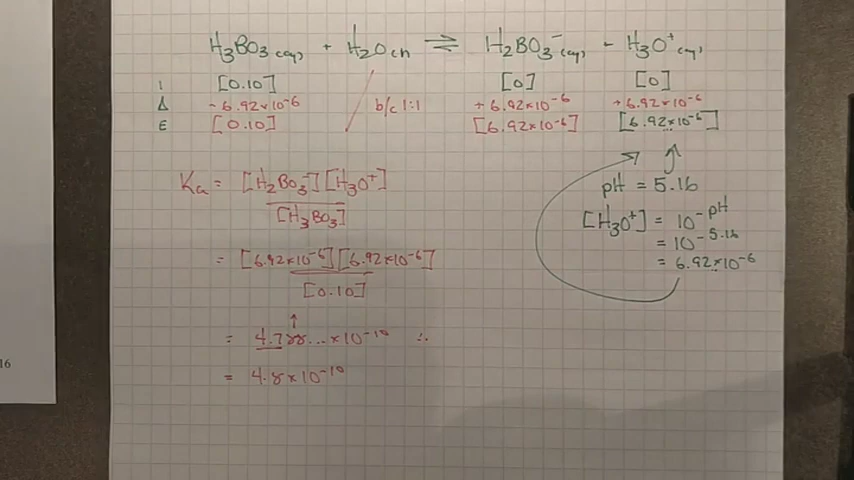 H₃BO₃(aq) + H₂O(l) ⇌ H₂BO₃⁻(aq) + H₃O⁺(aq)
I [0.10] [0] [0]
Δ - 6.92×10⁻⁶ b/c 1:1 + 6.92×10⁻⁶ + 6.92×10⁻⁶
E [0.10] [6.92×10⁻⁶] [6.92×10⁻⁶]
pH = 5.16
[H₃O⁺] = 10⁻ᵖᴴ
= 10⁻⁵·¹⁶
= 6.92×10⁻⁶
Ka = [H₂BO₃⁻][H₃O⁺]
[H₃BO₃]
= [6.92×10⁻⁶][6.92×10⁻⁶]
[0.10]
= 4.788...×10⁻¹⁰ ∴
= 4.8×10⁻¹⁰
16